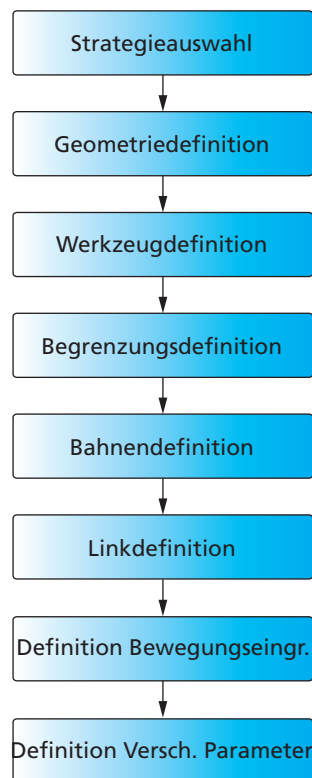 Strategieauswahl
Geometriedefinition
Werkzeugdefinition
Begrenzungsdefinition
Bahnendefinition
Linkdefinition
Definition Bewegungseingr.
Definition Versch. Parameter